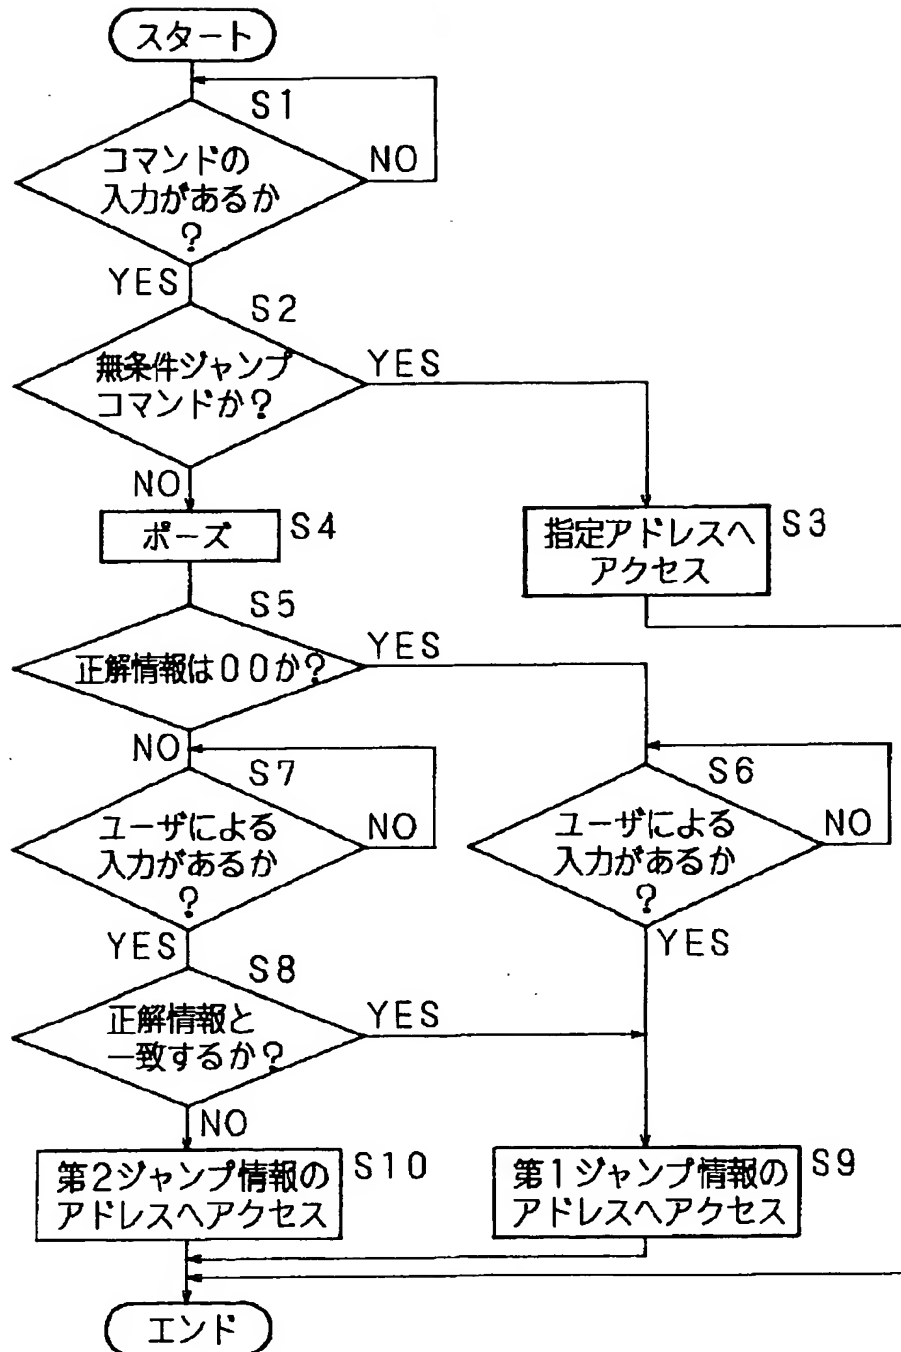 スタート
S1
コマンドの
入力があるか
?
NO
YES
S2
無条件ジャンプ
コマンドか?
YES
NO
ポーズ
S4
指定アドレスへ
アクセス
S3
S5
正解情報は00か?
YES
NO
S7
ユーザによる
入力があるか
?
NO
S6
ユーザによる
入力があるか
?
NO
YES
YES
S8
正解情報と
一致するか?
YES
NO
第2ジャンプ情報の
アドレスへアクセス
S10
第1ジャンプ情報の
アドレスへアクセス
S9
エンド